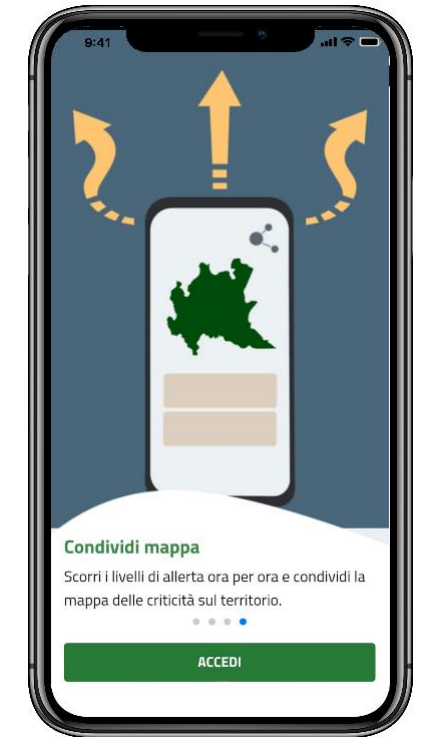 9:41
Condividi mappa
Scorri i livelli di allerta ora per ora e condividi la
mappa delle criticità sul territorio.
ACCEDI